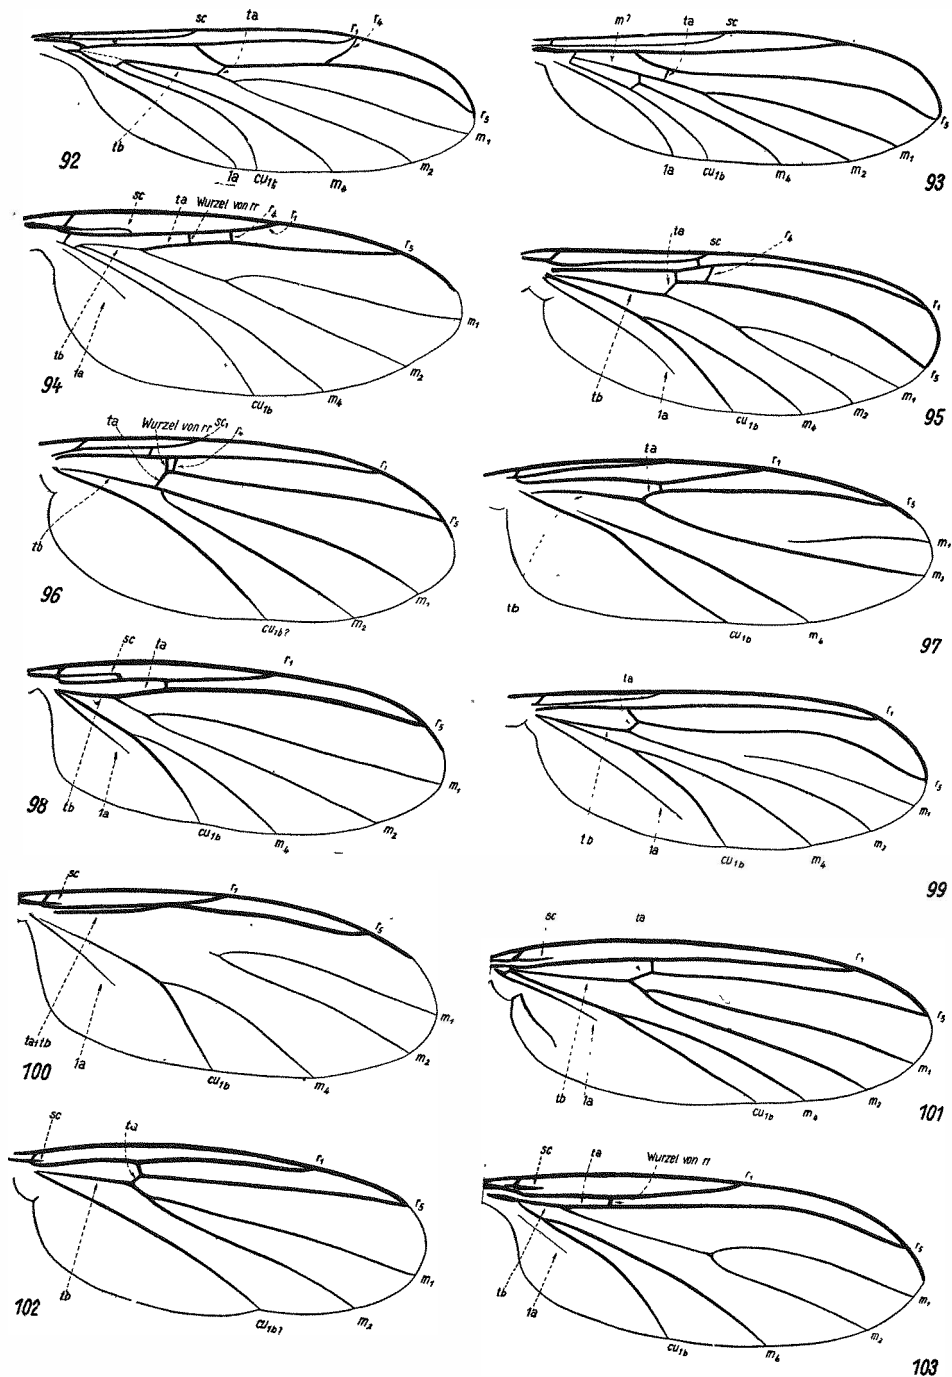 sc ta r₁ r₄
r₅
m₁
tb
92
1a cu₁b m₄ m₂
m? ta sc
r₅
m₁
1a cu₁b m₄ m₂
93
sc ta Wurzel von rr r₄ r₁
r₅
m₁
tb
1a
m₂
94
cu₁b m₄
ta sc r₄
r₁
r₅
m₁
tb 1a
cu₁b m₄ m₂
95
ta Wurzel von rr sc₁ r₄
r₁
r₅
tb
96
m₁
cu₁b? m₂
ta r₁
r₅
m₁
m₂
tb
cu₁b m₄
97
sc ta r₁
r₅
m₁
98
tb 1a
cu₁b m₄ m₂
ta
r₁
r₅
m₁
tb 1a
cu₁b m₄ m₂
99
sc r₁
r₅
m₁
ta₁tb 1a
m₂
100
cu₁b m₄
sc ta
r₁
r₅
m₁
tb 1a
cu₁b m₄ m₂
101
sc ta
r₁
r₅
m₁
tb
102
cu₁b? m₂
sc ta Wurzel von rr r₁
r₅
m₁
tb 1a
m₂
cu₁b m₄
103